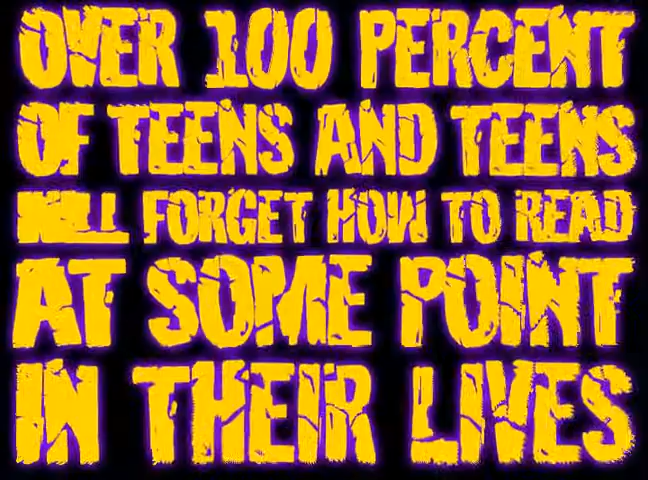 OVER 100 PERCENT
OF TEENS AND TEENS
WILL FORGET HOW TO READ
AT SOME POINT
IN THEIR LIVES